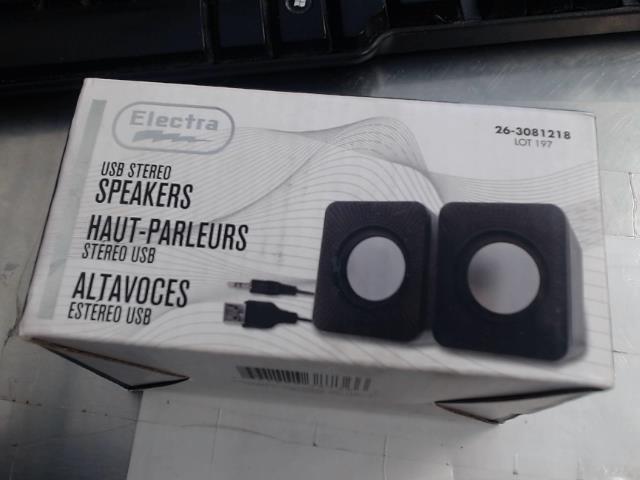 Electra
26-3081218
LOT 197
USB STEREO
SPEAKERS
HAUT-PARLEURS
STEREO USB
ALTAVOCES
ESTEREO USB